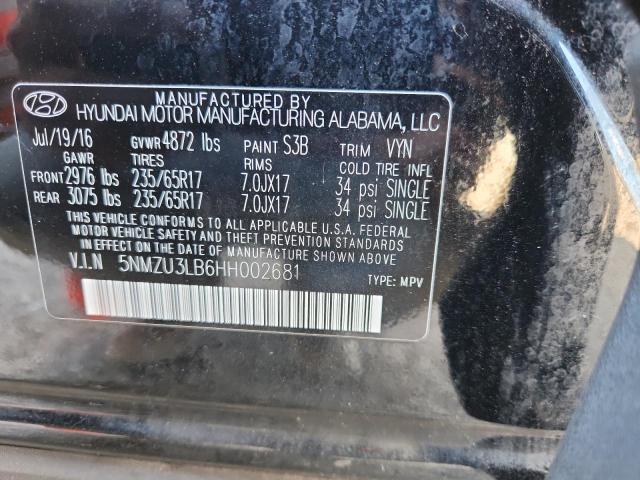 MANUFACTURED BY
HYUNDAI MOTOR MANUFACTURING ALABAMA, LLC
Jul/19/16 GVWR 4872 lbs PAINT S3B TRIM VYN
GAWR TIRES RIMS COLD TIRE INFL
FRONT 2976 lbs 235/65R17 7.0JX17 34 psi SINGLE
REAR 3075 lbs 235/65R17 7.0JX17 34 psi SINGLE
THIS VEHICLE CONFORMS TO ALL APPLICABLE U.S.A. FEDERAL
MOTOR VEHICLE SAFETY STANDARDS IN EFFECT ON THE
DATE OF MANUFACTURE SHOWN ABOVE.
V.I.N 5NMZU3LB6HH002681 TYPE: MPV